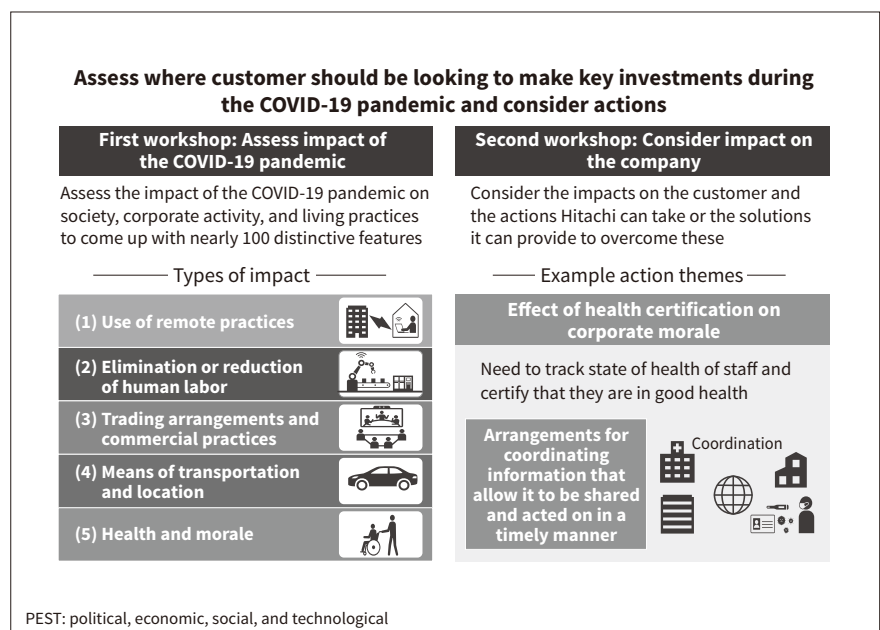 Assess where customer should be looking to make key investments during
the COVID-19 pandemic and consider actions
First workshop: Assess impact of
the COVID-19 pandemic
Assess the impact of the COVID-19 pandemic on
society, corporate activity, and living practices
to come up with nearly 100 distinctive features
Types of impact
(1) Use of remote practices
(2) Elimination or reduction
of human labor
(3) Trading arrangements and
commercial practices
(4) Means of transportation
and location
(5) Health and morale
Second workshop: Consider impact on
the company
Consider the impacts on the customer and
the actions Hitachi can take or the solutions
it can provide to overcome these
Example action themes
Effect of health certification on
corporate morale
Need to track state of health of staff and
certify that they are in good health
Arrangements for
coordinating
information that
allow it to be shared
and acted on in a
timely manner
Coordination
PEST: political, economic, social, and technological